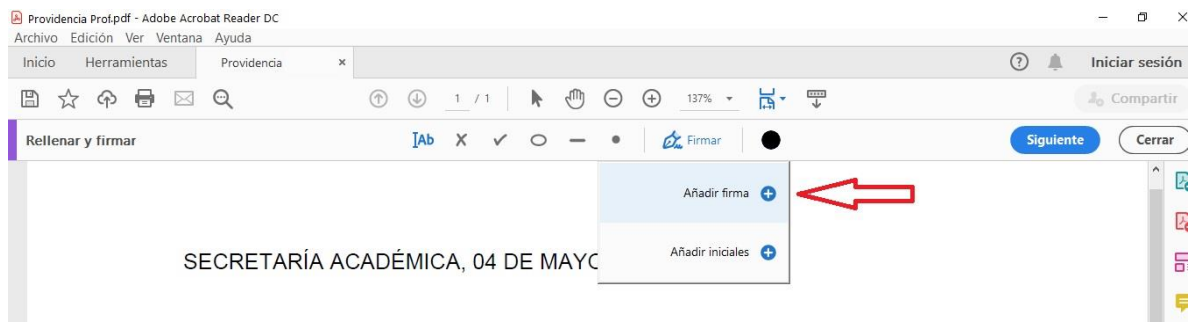 Providencia Prof.pdf - Adobe Acrobat Reader DC
Archivo Edición Ver Ventana Ayuda
Inicio Herramientas Providencia × ? Iniciar sesión
1 / 1 137% Compartir
Rellenar y firmar IAb Firmar Siguiente Cerrar
Añadir firma
SECRETARÍA ACADÉMICA, 04 DE MAYO
Añadir iniciales